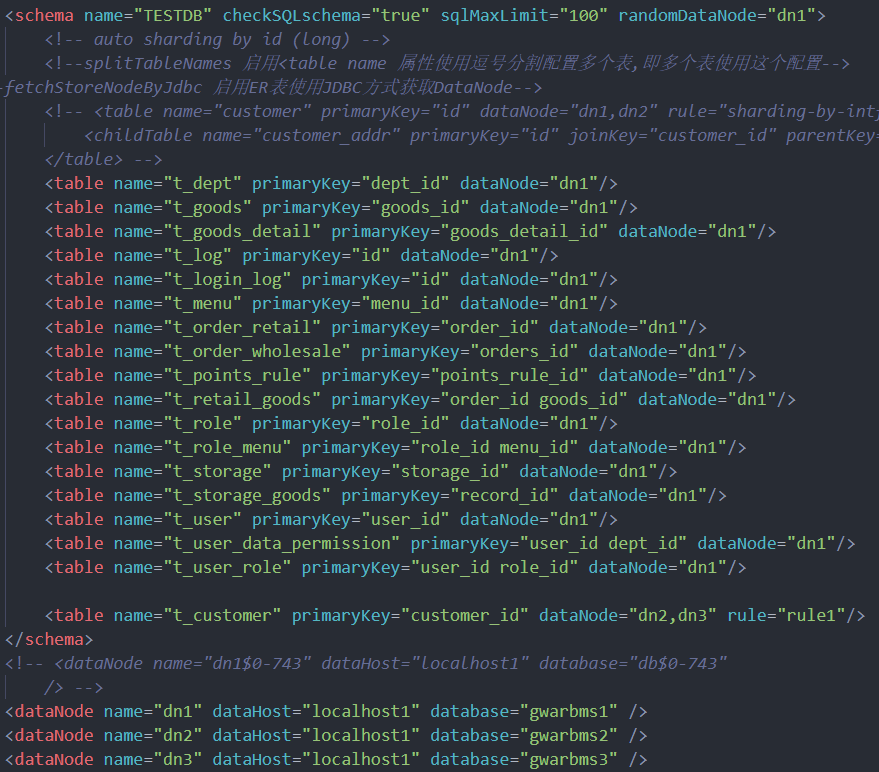 <schema name="TESTDB" checkSQLschema="true" sqlMaxLimit="100" randomDataNode="dn1">
<!-- auto sharding by id (long) -->
<!--splitTableNames 启用<table name 属性使用逗号分割配置多个表,即多个表使用这个配置-->
-fetchStoreNodeByJdbc 启用ER表使用JDBC方式获取DataNode-->
<!-- <table name="customer" primaryKey="id" dataNode="dn1,dn2" rule="sharding-by-int
<childTable name="customer_addr" primaryKey="id" joinKey="customer_id" parentKey=
</table> -->
<table name="t_dept" primaryKey="dept_id" dataNode="dn1"/>
<table name="t_goods" primaryKey="goods_id" dataNode="dn1"/>
<table name="t_goods_detail" primaryKey="goods_detail_id" dataNode="dn1"/>
<table name="t_log" primaryKey="id" dataNode="dn1"/>
<table name="t_login_log" primaryKey="id" dataNode="dn1"/>
<table name="t_menu" primaryKey="menu_id" dataNode="dn1"/>
<table name="t_order_retail" primaryKey="order_id" dataNode="dn1"/>
<table name="t_order_wholesale" primaryKey="orders_id" dataNode="dn1"/>
<table name="t_points_rule" primaryKey="points_rule_id" dataNode="dn1"/>
<table name="t_retail_goods" primaryKey="order_id goods_id" dataNode="dn1"/>
<table name="t_role" primaryKey="role_id" dataNode="dn1"/>
<table name="t_role_menu" primaryKey="role_id menu_id" dataNode="dn1"/>
<table name="t_storage" primaryKey="storage_id" dataNode="dn1"/>
<table name="t_storage_goods" primaryKey="record_id" dataNode="dn1"/>
<table name="t_user" primaryKey="user_id" dataNode="dn1"/>
<table name="t_user_data_permission" primaryKey="user_id dept_id" dataNode="dn1"/>
<table name="t_user_role" primaryKey="user_id role_id" dataNode="dn1"/>
<table name="t_customer" primaryKey="customer_id" dataNode="dn2,dn3" rule="rule1"/>
</schema>
<!-- <dataNode name="dn1$0-743" dataHost="localhost1" database="db$0-743"
/> -->
<dataNode name="dn1" dataHost="localhost1" database="gwarbms1" />
<dataNode name="dn2" dataHost="localhost1" database="gwarbms2" />
<dataNode name="dn3" dataHost="localhost1" database="gwarbms3" />